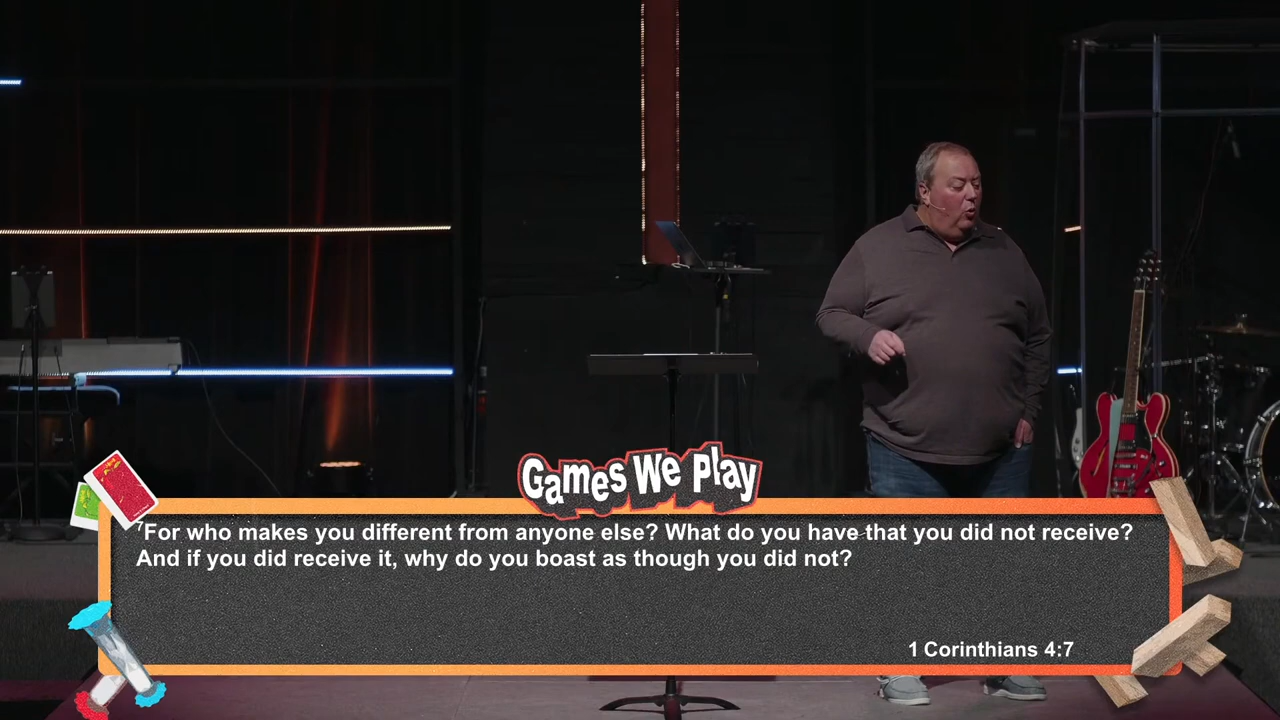 Games We Play
⁷For who makes you different from anyone else? What do you have that you did not receive?
And if you did receive it, why do you boast as though you did not?
1 Corinthians 4:7